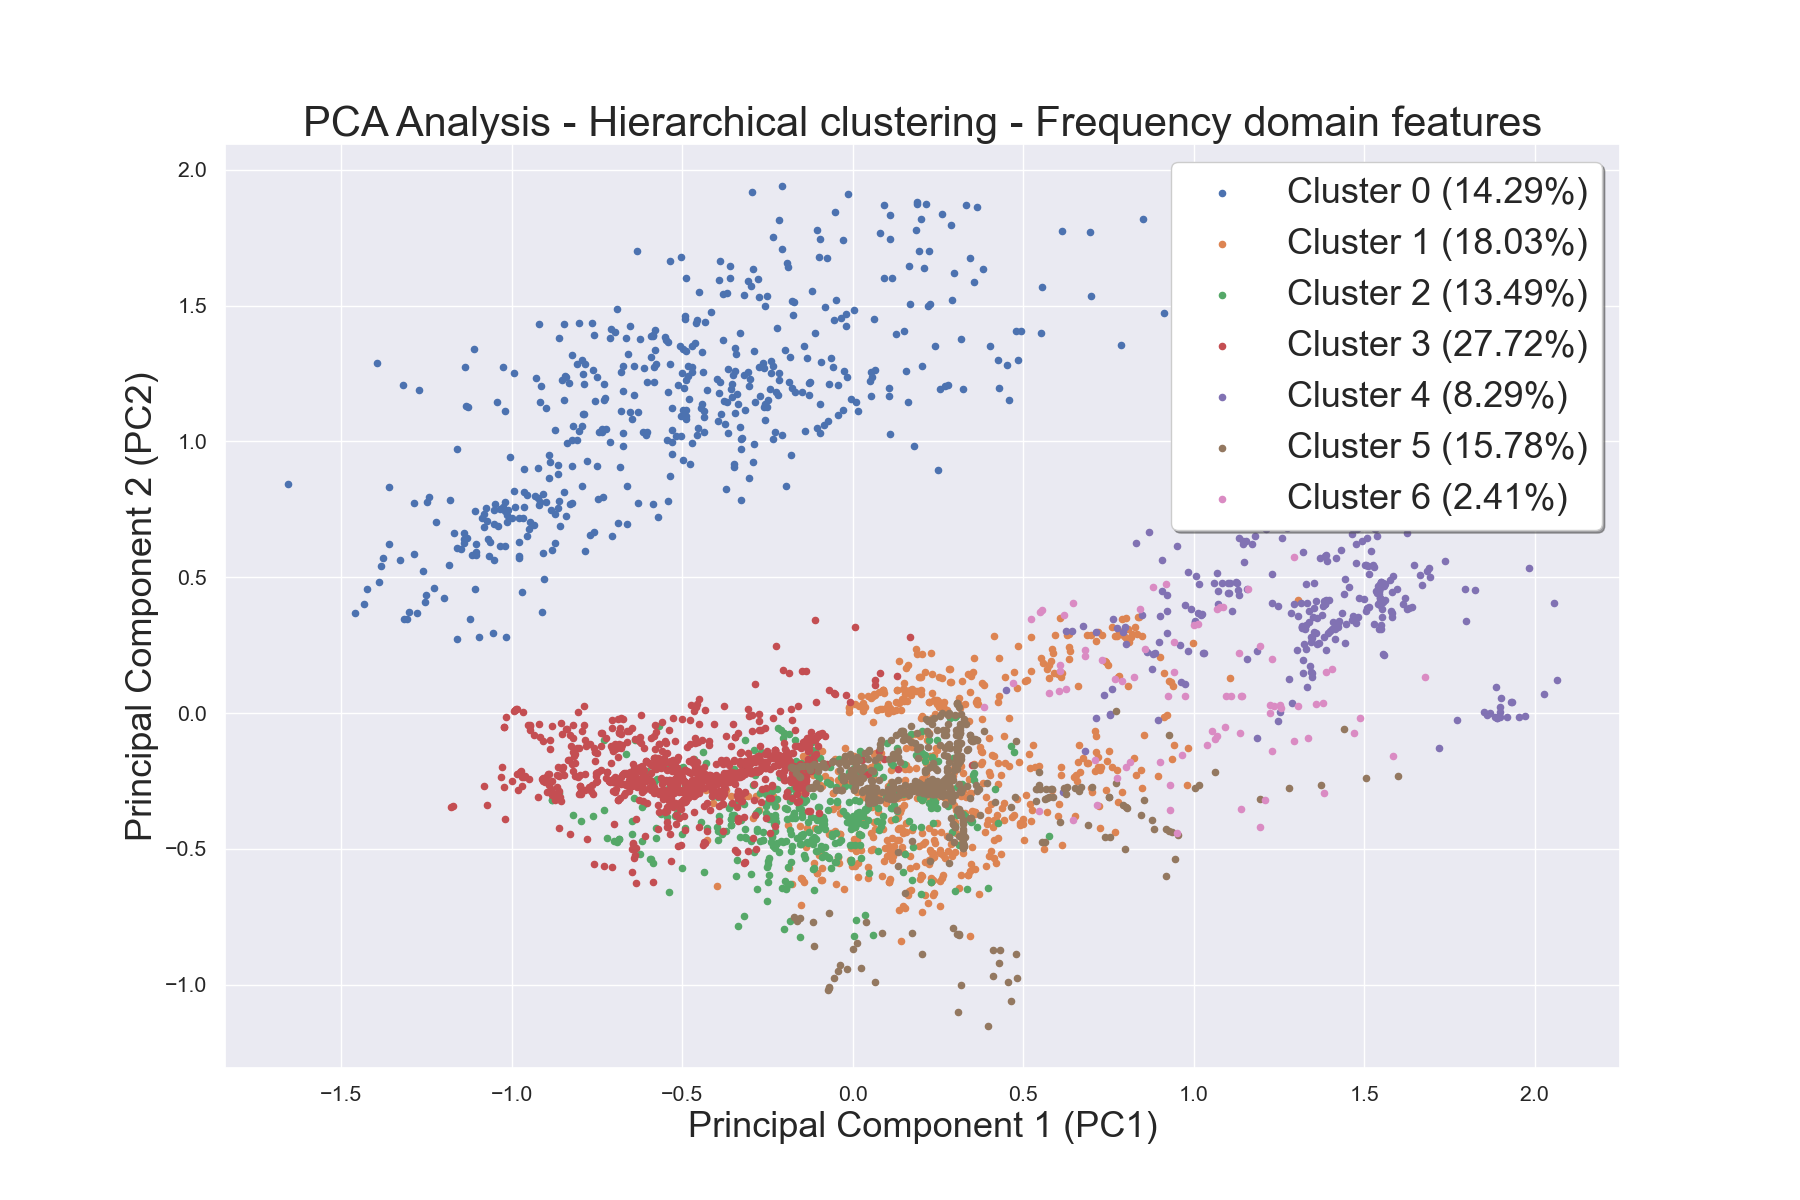 PCA Analysis - Hierarchical clustering - Frequency domain features
2.0
1.5
1.0
0.5
0.0
−0.5
−1.0
Principal Component 2 (PC2)
Cluster 0 (14.29%)
Cluster 1 (18.03%)
Cluster 2 (13.49%)
Cluster 3 (27.72%)
Cluster 4 (8.29%)
Cluster 5 (15.78%)
Cluster 6 (2.41%)
−1.5 −1.0 −0.5 0.0 0.5 1.0 1.5 2.0
Principal Component 1 (PC1)